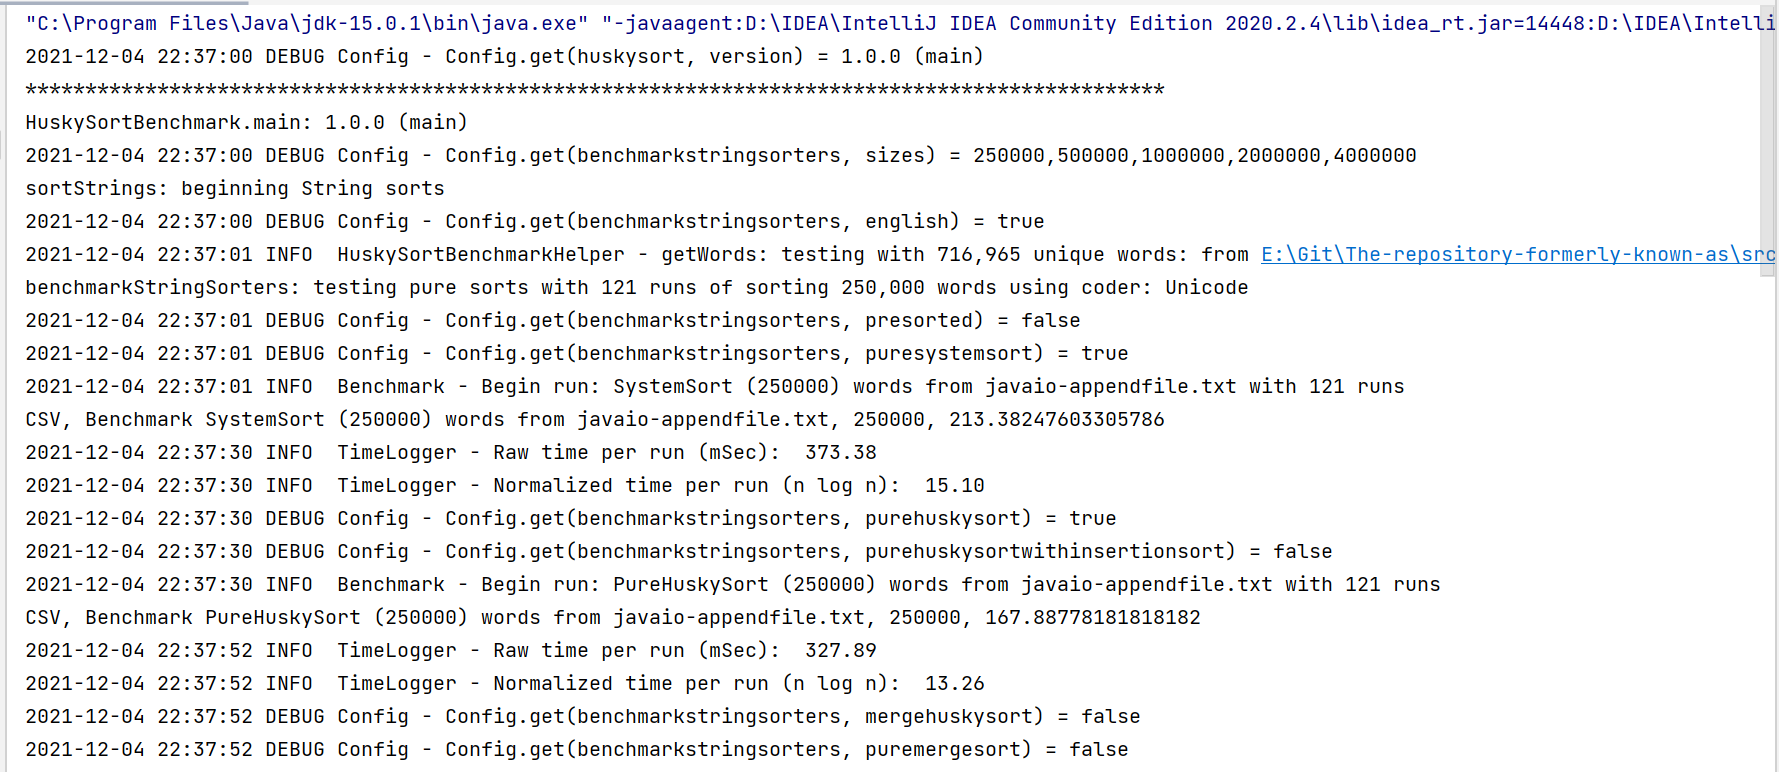 "C:\Program Files\Java\jdk-15.0.1\bin\java.exe" "-javaagent:D:\IDEA\IntelliJ IDEA Community Edition 2020.2.4\lib\idea_rt.jar=14448:D:\IDEA\Intelli
2021-12-04 22:37:00 DEBUG Config - Config.get(huskysort, version) = 1.0.0 (main)
***********************************************************************************************
HuskySortBenchmark.main: 1.0.0 (main)
2021-12-04 22:37:00 DEBUG Config - Config.get(benchmarkstringsorters, sizes) = 250000,500000,1000000,2000000,4000000
sortStrings: beginning String sorts
2021-12-04 22:37:00 DEBUG Config - Config.get(benchmarkstringsorters, english) = true
2021-12-04 22:37:01 INFO  HuskySortBenchmarkHelper - getWords: testing with 716,965 unique words: from E:\Git\The-repository-formerly-known-as\src
benchmarkStringSorters: testing pure sorts with 121 runs of sorting 250,000 words using coder: Unicode
2021-12-04 22:37:01 DEBUG Config - Config.get(benchmarkstringsorters, presorted) = false
2021-12-04 22:37:01 DEBUG Config - Config.get(benchmarkstringsorters, puresystemsort) = true
2021-12-04 22:37:01 INFO  Benchmark - Begin run: SystemSort (250000) words from javaio-appendfile.txt with 121 runs
CSV, Benchmark SystemSort (250000) words from javaio-appendfile.txt, 250000, 213.38247603305786
2021-12-04 22:37:30 INFO  TimeLogger - Raw time per run (mSec):  373.38
2021-12-04 22:37:30 INFO  TimeLogger - Normalized time per run (n log n):  15.10
2021-12-04 22:37:30 DEBUG Config - Config.get(benchmarkstringsorters, purehuskysort) = true
2021-12-04 22:37:30 DEBUG Config - Config.get(benchmarkstringsorters, purehuskysortwithinsertionsort) = false
2021-12-04 22:37:30 INFO  Benchmark - Begin run: PureHuskySort (250000) words from javaio-appendfile.txt with 121 runs
CSV, Benchmark PureHuskySort (250000) words from javaio-appendfile.txt, 250000, 167.88778181818182
2021-12-04 22:37:52 INFO  TimeLogger - Raw time per run (mSec):  327.89
2021-12-04 22:37:52 INFO  TimeLogger - Normalized time per run (n log n):  13.26
2021-12-04 22:37:52 DEBUG Config - Config.get(benchmarkstringsorters, mergehuskysort) = false
2021-12-04 22:37:52 DEBUG Config - Config.get(benchmarkstringsorters, puremergesort) = false